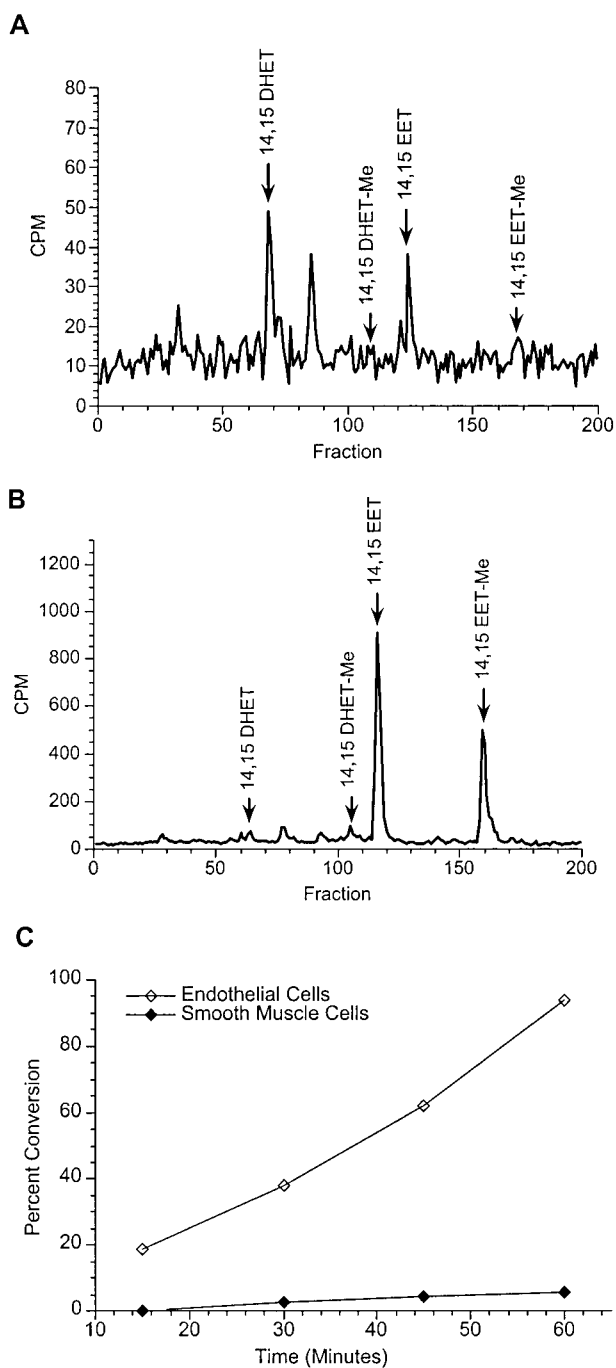 A
14,15 DHET
14,15 DHET-Me
14,15 EET
14,15 EET-Me
80
70
60
50
40
30
20
10
0
CPM
0 50 100 150 200
Fraction
B
14,15 DHET
14,15 DHET-Me
14,15 EET
14,15 EET-Me
1200
1000
800
600
400
200
0
CPM
0 50 100 150 200
Fraction
C
100
80
60
40
20
0
Percent Conversion
Endothelial Cells
Smooth Muscle Cells
10 20 30 40 50 60
Time (Minutes)